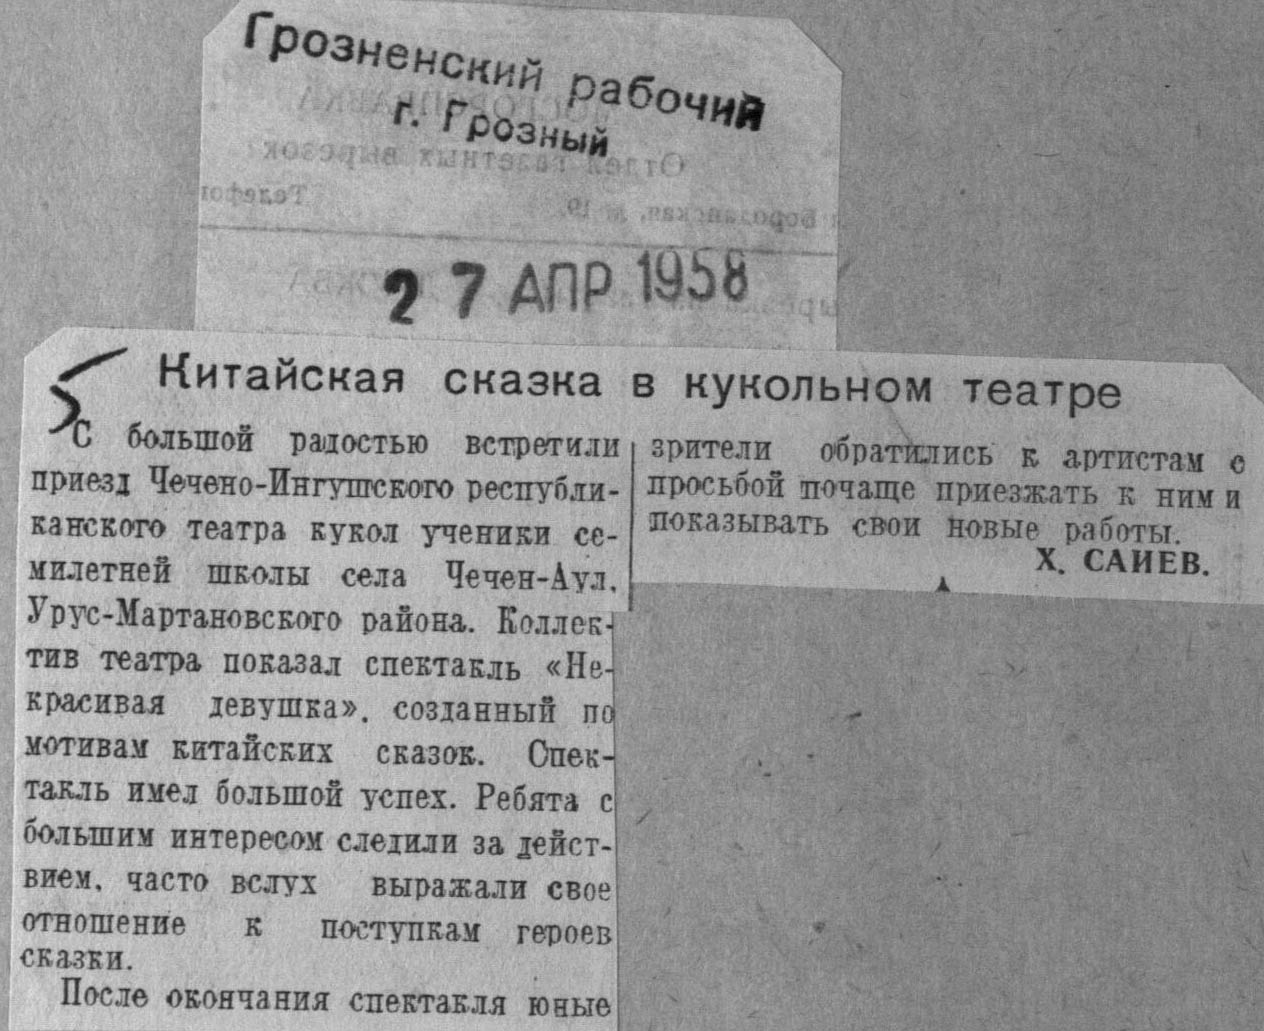 Грозненский рабочий
г. Грозный
Отдел газетных вырезок
Телефон
27 АПР 1958
Китайская сказка в кукольном театре
С большой радостью встретили
приезд Чечено-Ингушского республи-
канского театра кукол ученики се-
милетней школы села Чечен-Аул,
Урус-Мартановского района. Коллек-
тив театра показал спектакль «Не-
красивая девушка», созданный по
мотивам китайских сказок. Спек-
такль имел большой успех. Ребята с
большим интересом следили за дейст-
вием, часто вслух выражали свое
отношение к поступкам героев
сказки.
После окончания спектакля юные
зрители обратились к артистам с
просьбой почаще приезжать к ним и
показывать свои новые работы.
Х. САИЕВ.